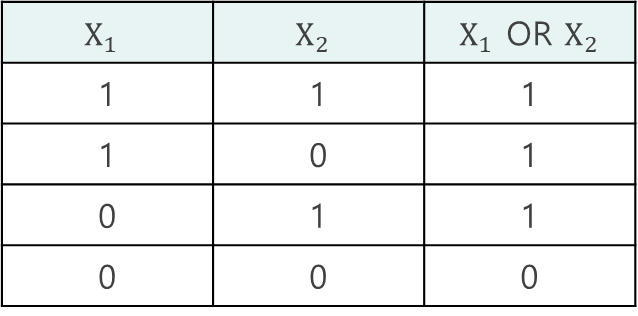 X₁ X₂ X₁ OR X₂
1 1 1
1 0 1
0 1 1
0 0 0